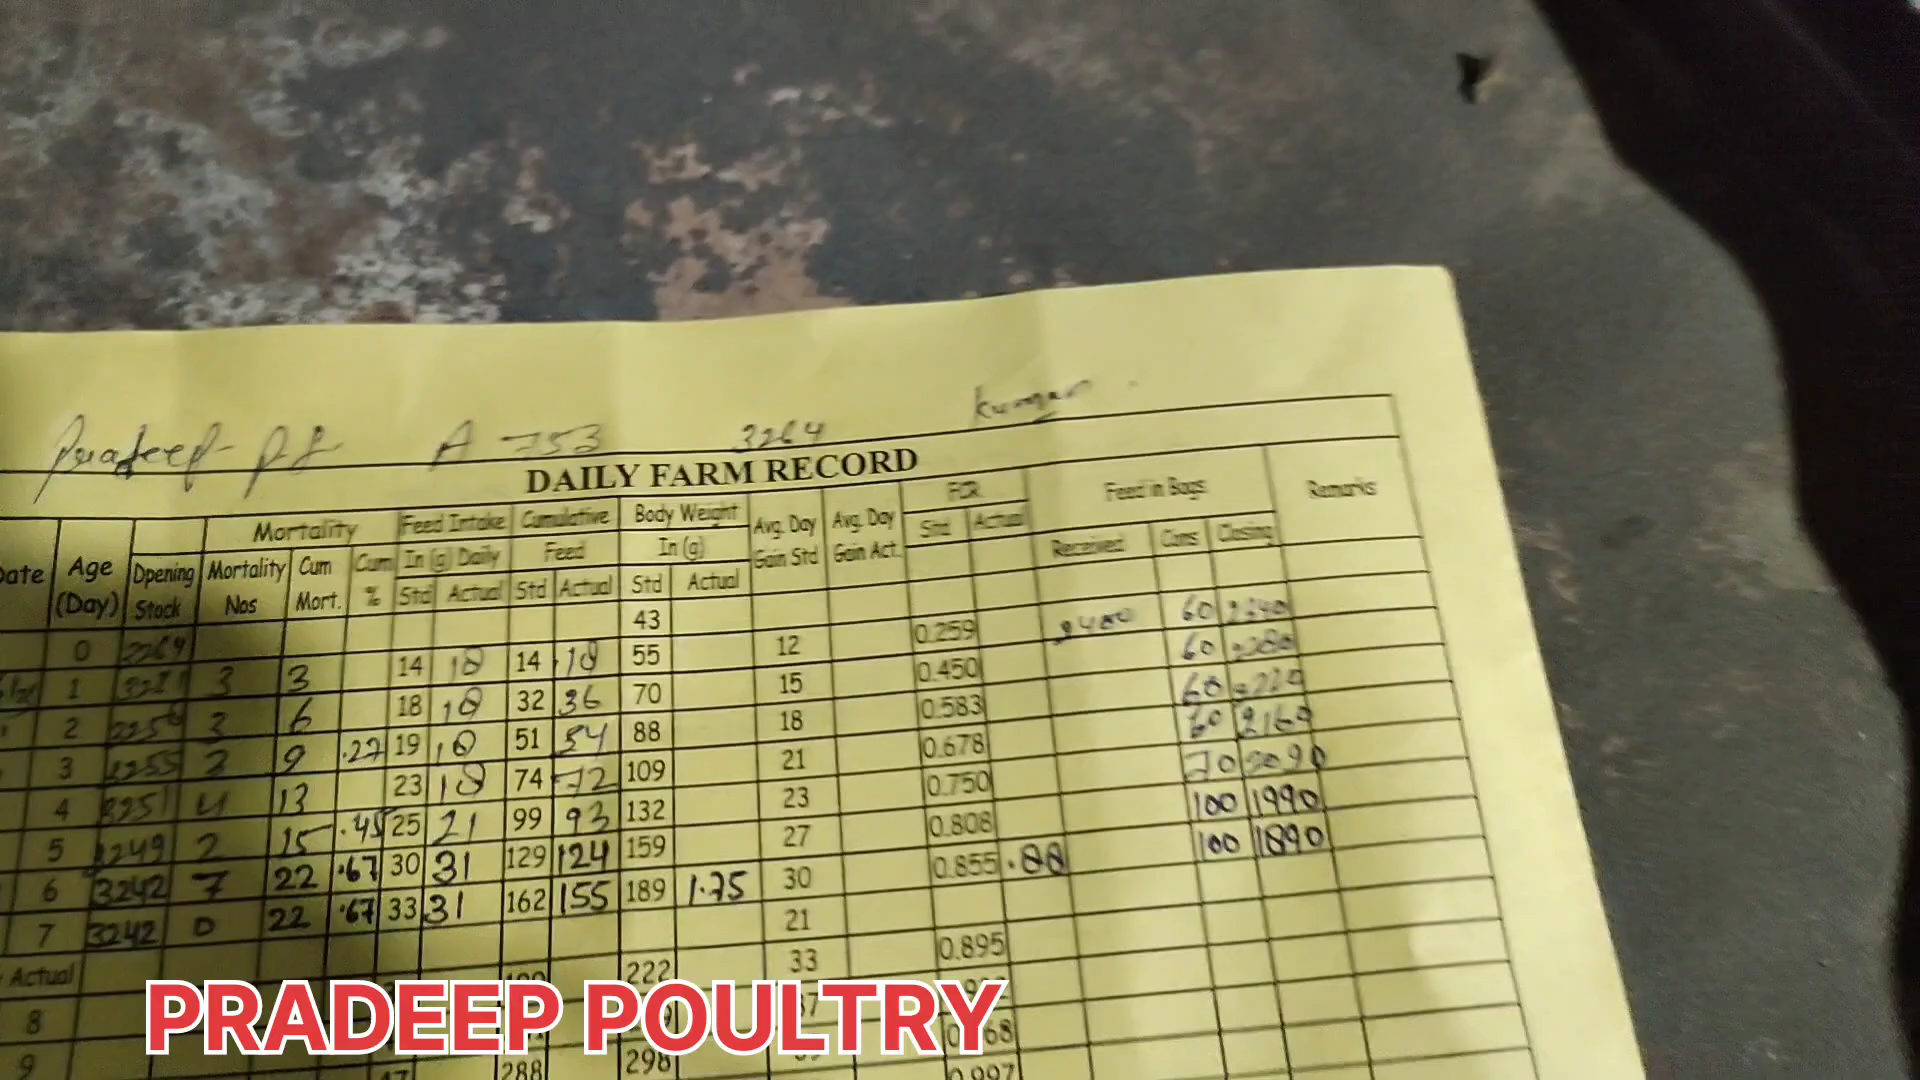 Pradeep A 753 3264 Kumar
DAILY FARM RECORD
Date Age (Day) Opening Stock Mortality Feed Intake Cumulative Body Weight Avg. Day Gain Std Avg. Day Gain Act. FCR Feed in Bags Remarks
Mortality Nos Cum Mort. Cum % In (g) Daily Feed In (g) Std Actual Received Cons Closing
Std Actual Std Actual Std Actual
0 3264 43
1 3 3 14 18 14 18 55 12 0.259 2400 60 2340
2 3 6 18 18 32 36 70 15 0.450 60 2280
3 3255 3 9 .27 19 18 51 54 88 18 0.583 60 2220
4 3251 4 13 23 18 74 72 109 21 0.678 60 2160
5 3249 2 15 .45 25 21 99 93 132 23 0.750 70 2090
6 3242 7 22 .67 30 31 129 124 159 27 0.808 100 1990
7 3242 0 22 .67 33 31 162 155 189 1.75 30 0.855 .88 100 1890
Actual 21
8 222 33 0.895
9
288 298 0.997
PRADEEP POULTRY